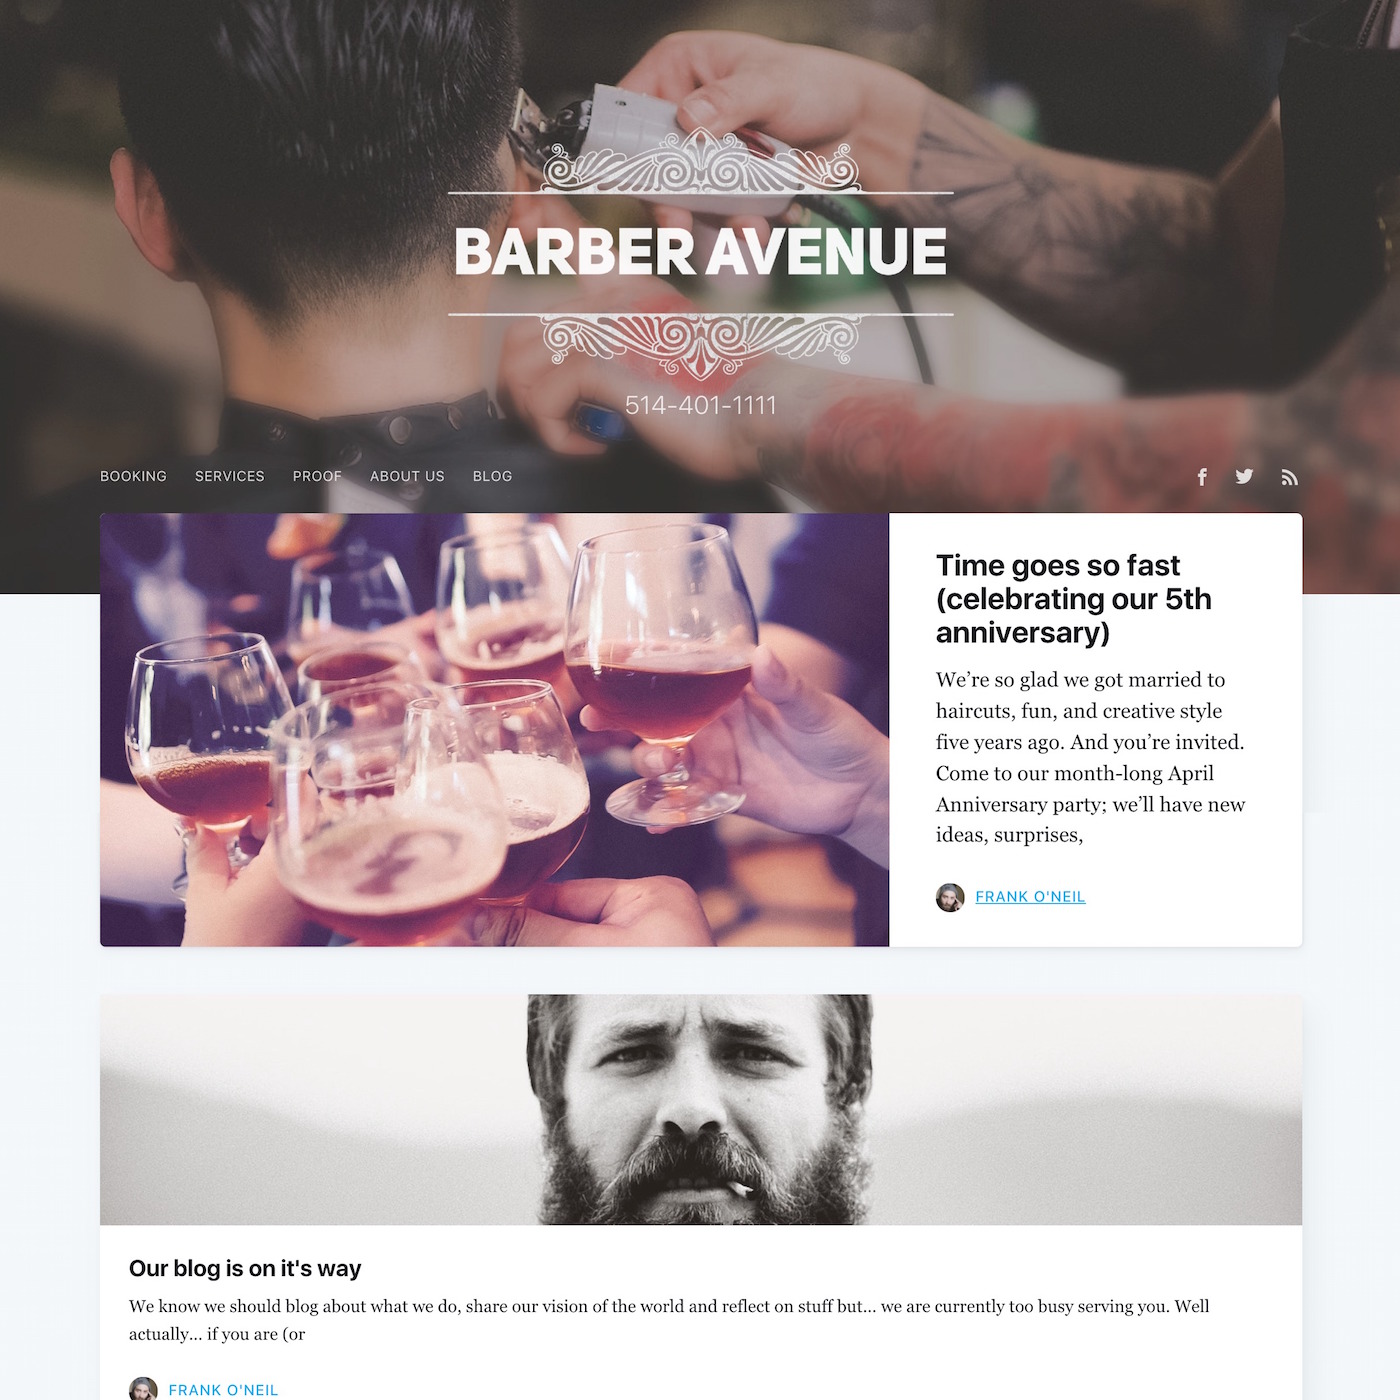 BARBER AVENUE
514-401-1111
BOOKING SERVICES PROOF ABOUT US BLOG
Time goes so fast
(celebrating our 5th
anniversary)
We’re so glad we got married to
haircuts, fun, and creative style
five years ago. And you’re invited.
Come to our month-long April
Anniversary party; we’ll have new
ideas, surprises,
FRANK O'NEIL
Our blog is on it's way
We know we should blog about what we do, share our vision of the world and reflect on stuff but... we are currently too busy serving you. Well
actually... if you are (or
FRANK O'NEIL